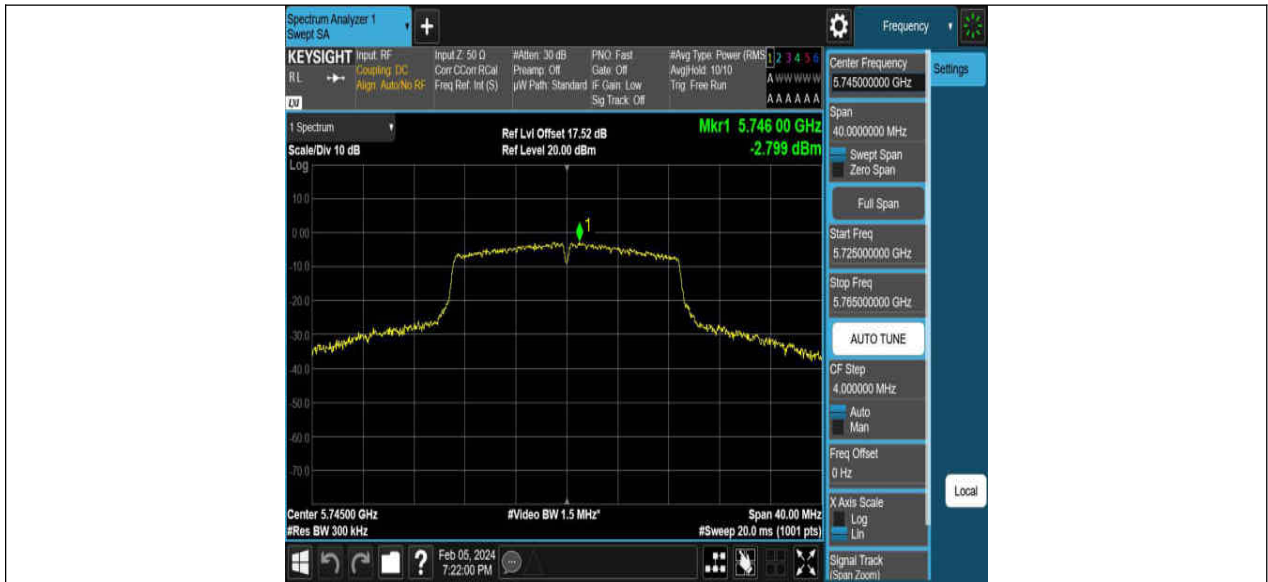 Spectrum Analyzer 1
Swept SA
+
Frequency
KEYSIGHT
RL
LXI
Input: RF
Coupling: DC
Align: Auto/No RF
Input Z: 50 Ω
Corr CCorr RCal
Freq Ref: Int (S)
#Atten: 30 dB
Preamp: Off
µW Path: Standard
PNO: Fast
Gate: Off
IF Gain: Low
Sig Track: Off
#Avg Type: Power (RMS
Avg|Hold: 10/10
Trig: Free Run
1 2 3 4 5 6
A W W W W W
A A A A A A
1 Spectrum
Scale/Div 10 dB
Log
Ref Lvl Offset 17.52 dB
Ref Level 20.00 dBm
Mkr1 5.746 00 GHz
-2.799 dBm
10.0
0.00
-10.0
-20.0
-30.0
-40.0
-50.0
-60.0
-70.0
1
Center 5.74500 GHz
#Res BW 300 kHz
#Video BW 1.5 MHz*
Span 40.00 MHz
#Sweep 20.0 ms (1001 pts)
?
Feb 05, 2024
7:22:00 PM
Center Frequency
5.745000000 GHz
Settings
Span
40.0000000 MHz
Swept Span
Zero Span
Full Span
Start Freq
5.725000000 GHz
Stop Freq
5.765000000 GHz
AUTO TUNE
CF Step
4.000000 MHz
Auto
Man
Freq Offset
0 Hz
X Axis Scale
Log
Lin
Local
Signal Track
(Span Zoom)